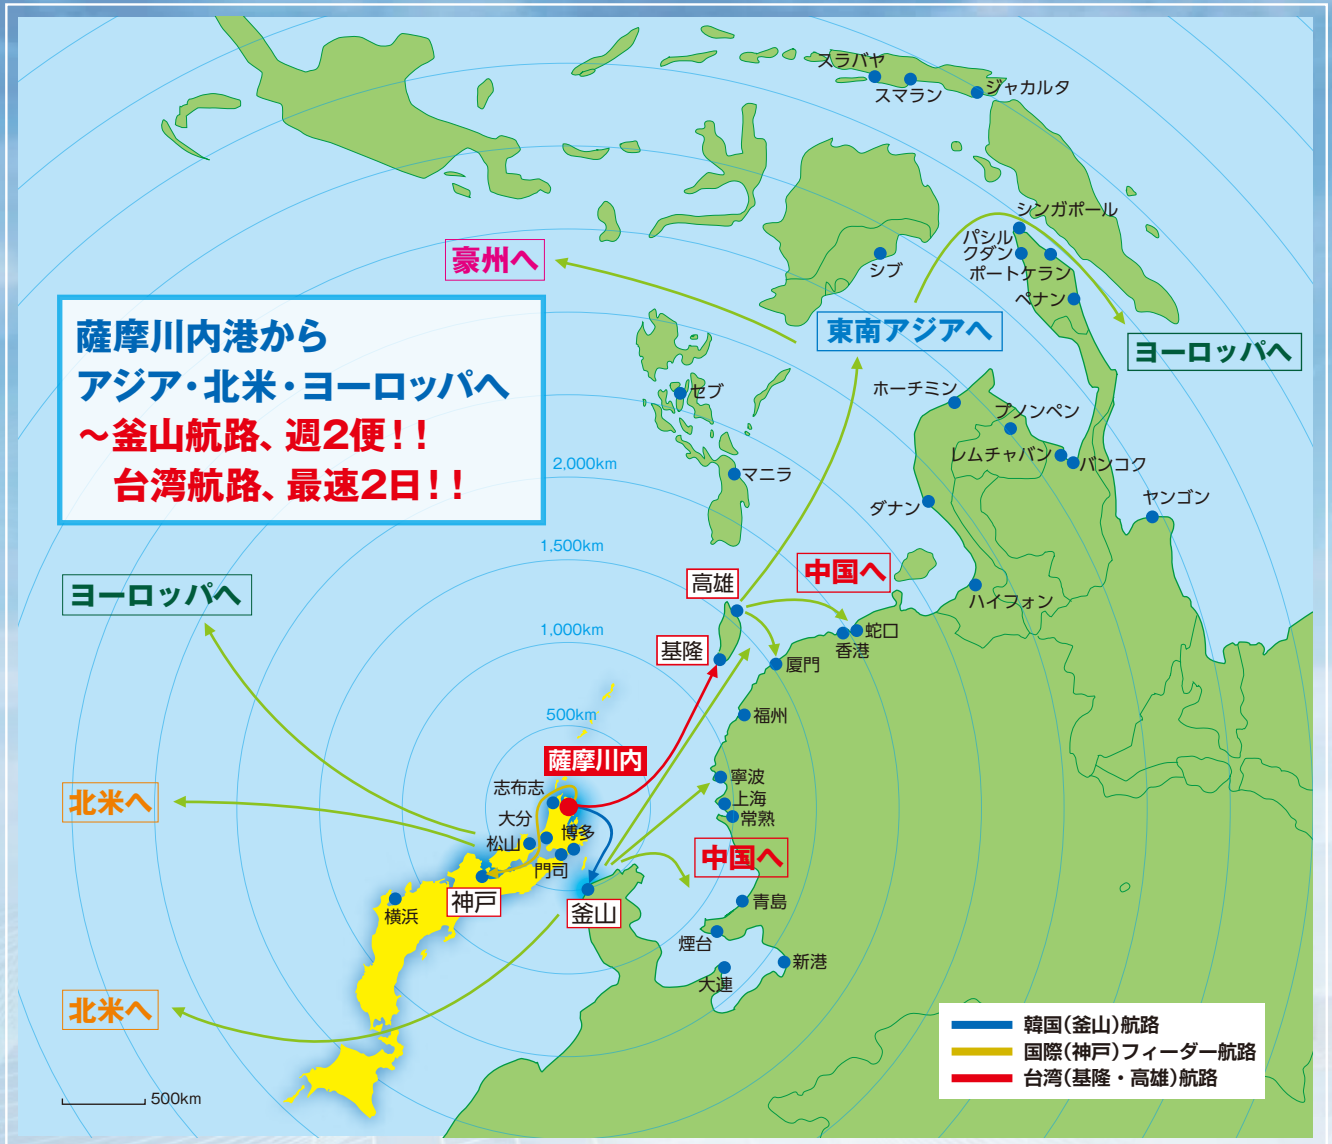 スラバヤ
スマラン
ジャカルタ
シンガポール
パシル
クダン
ポートケラン
ペナン
シブ
豪州へ
東南アジアへ
ヨーロッパへ
薩摩川内港から
アジア・北米・ヨーロッパへ
～釜山航路、週2便！！
台湾航路、最速2日！！
セブ
マニラ
ホーチミン
プノンペン
レムチャバン
バンコク
ダナン
ヤンゴン
ハイフォン
2,000km
1,500km
1,000km
500km
ヨーロッパへ
高雄
中国へ
基隆
蛇口
香港
厦門
福州
薩摩川内
志布志
大分
松山
博多
門司
寧波
上海
常熟
北米へ
中国へ
神戸
横浜
釜山
青島
煙台
大連
新港
北米へ
韓国（釜山）航路
国際（神戸）フィーダー航路
台湾（基隆・高雄）航路
500km